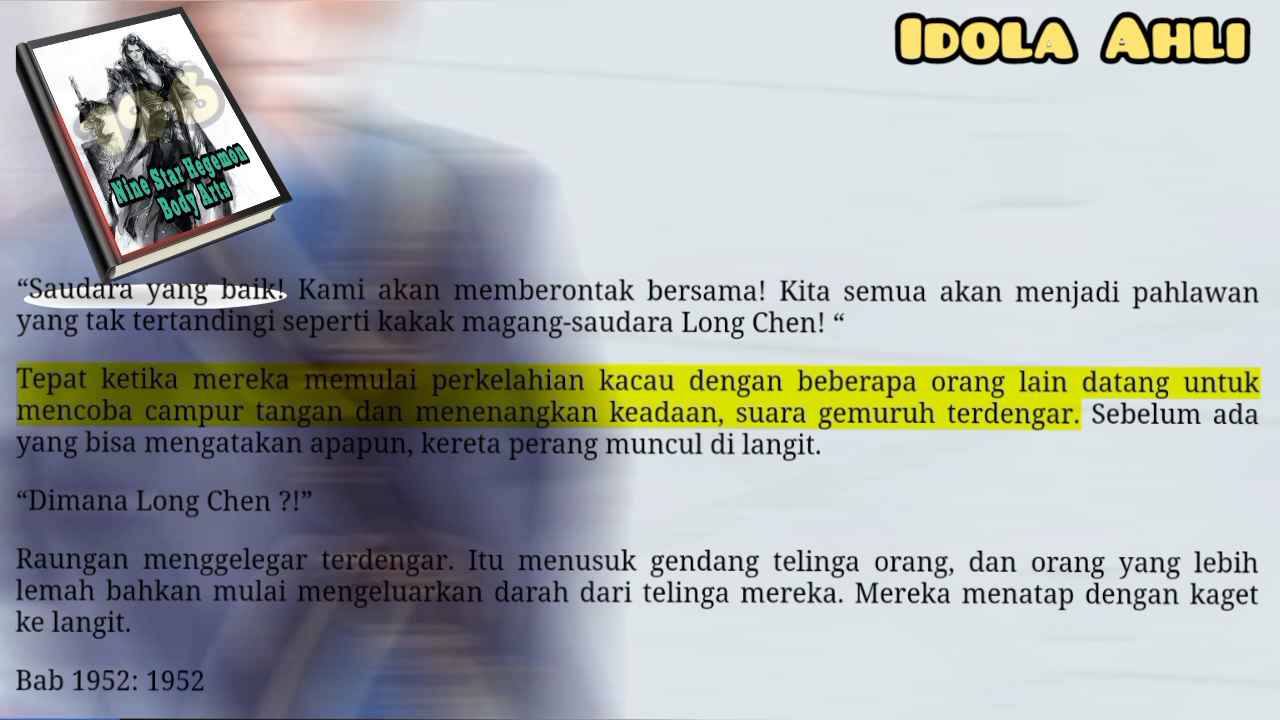 Idola Ahli
Nine Star Hegemon
Body Arts
“Saudara yang baik! Kami akan memberontak bersama! Kita semua akan menjadi pahlawan
yang tak tertandingi seperti kakak magang-saudara Long Chen! “
Tepat ketika mereka memulai perkelahian kacau dengan beberapa orang lain datang untuk
mencoba campur tangan dan menenangkan keadaan, suara gemuruh terdengar. Sebelum ada
yang bisa mengatakan apapun, kereta perang muncul di langit.
“Dimana Long Chen ?!”
Raungan menggelegar terdengar. Itu menusuk gendang telinga orang, dan orang yang lebih
lemah bahkan mulai mengeluarkan darah dari telinga mereka. Mereka menatap dengan kaget
ke langit.
Bab 1952: 1952